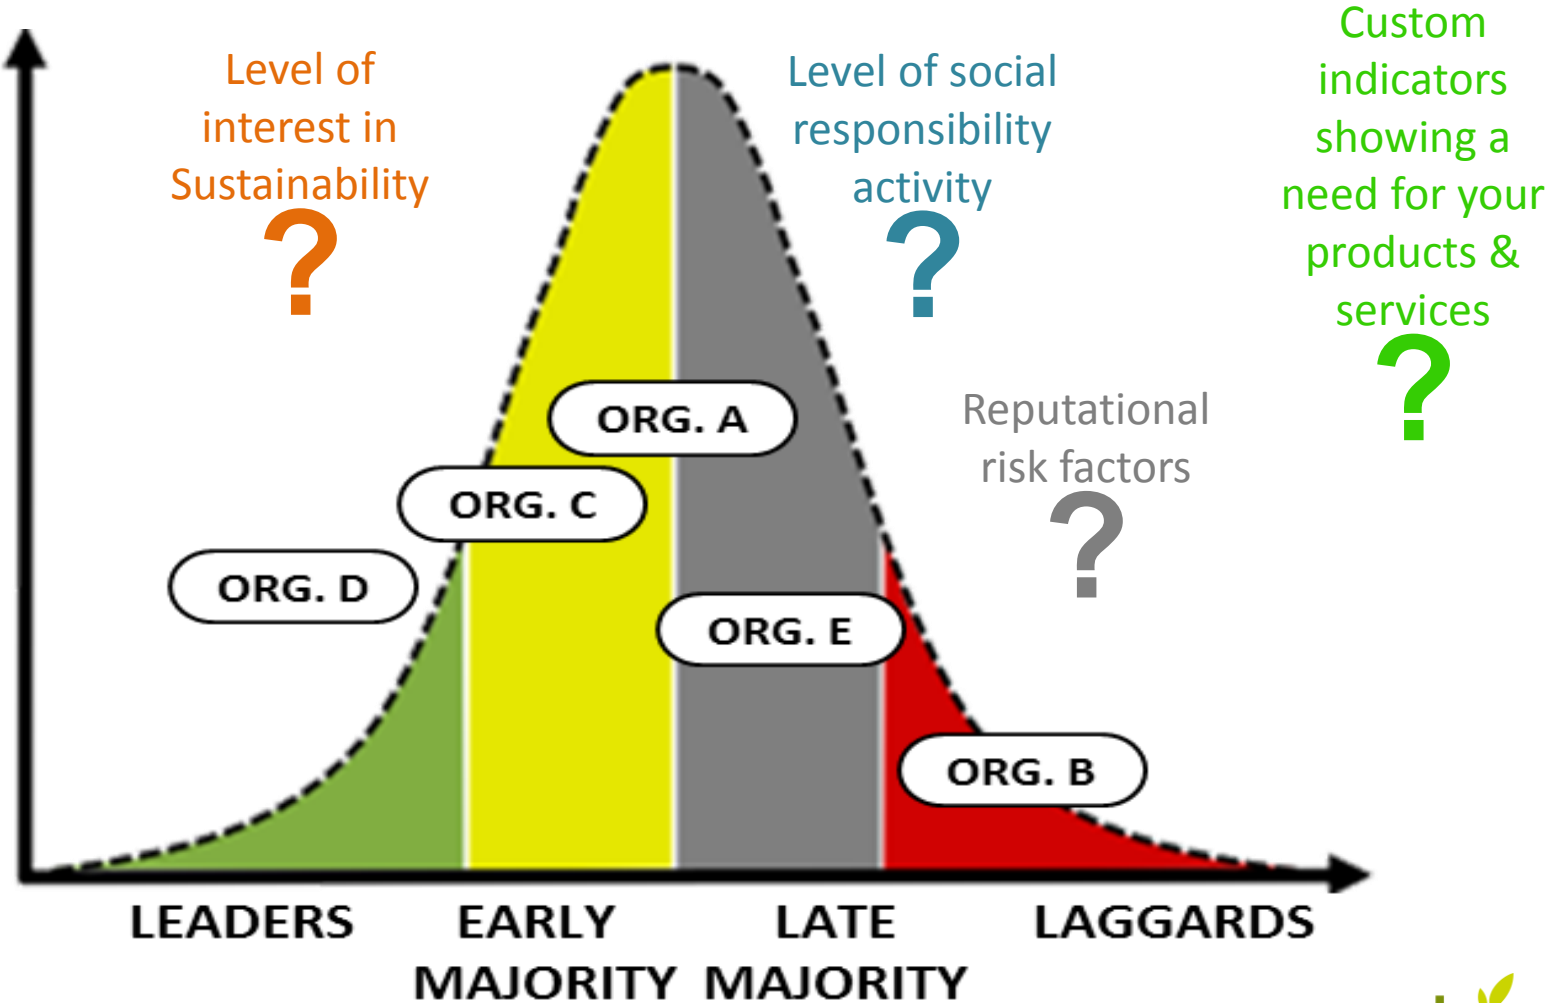 Level of
interest in
Sustainability
?
Level of social
responsibility
activity
?
Custom
indicators
showing a
need for your
products &
services
?
Reputational
risk factors
?
ORG. A
ORG. C
ORG. D
ORG. E
ORG. B
LEADERS
EARLY
MAJORITY
LATE
MAJORITY
LAGGARDS